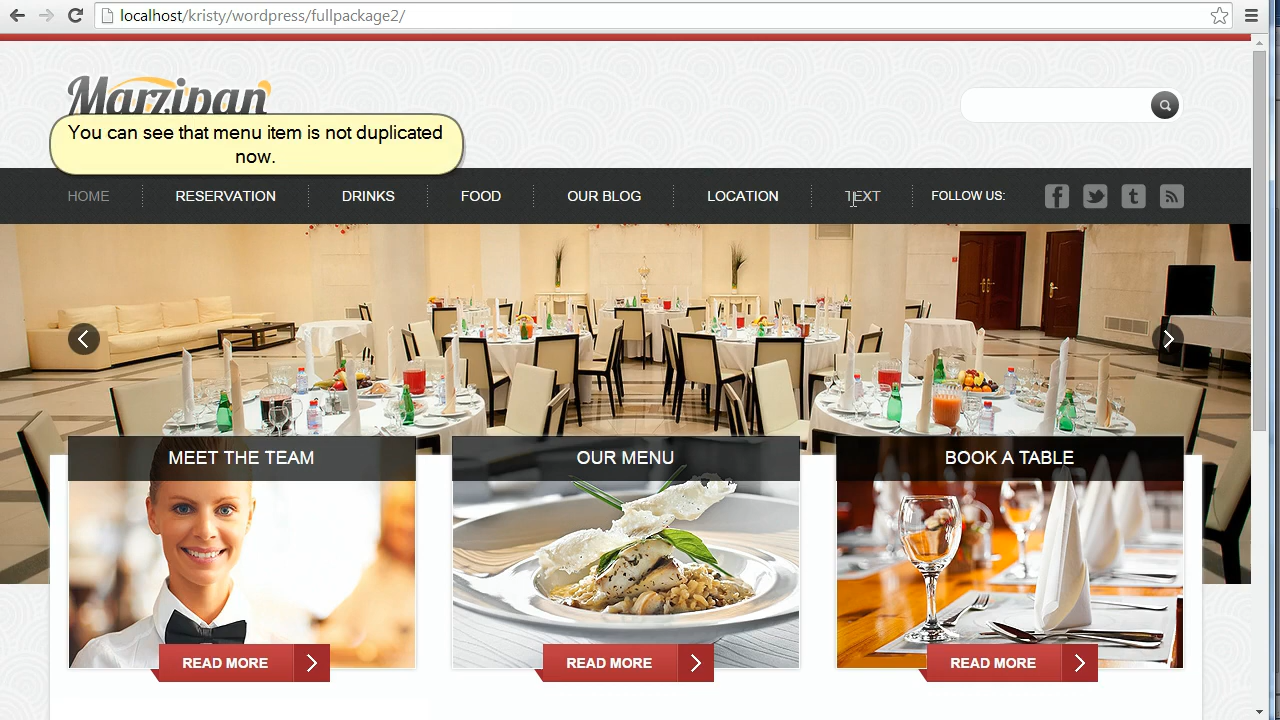 localhost/kristy/wordpress/fullpackage2/
Marzipan
You can see that menu item is not duplicated
now.
HOME RESERVATION DRINKS FOOD OUR BLOG LOCATION TEXT FOLLOW US:
MEET THE TEAM OUR MENU BOOK A TABLE
READ MORE READ MORE READ MORE